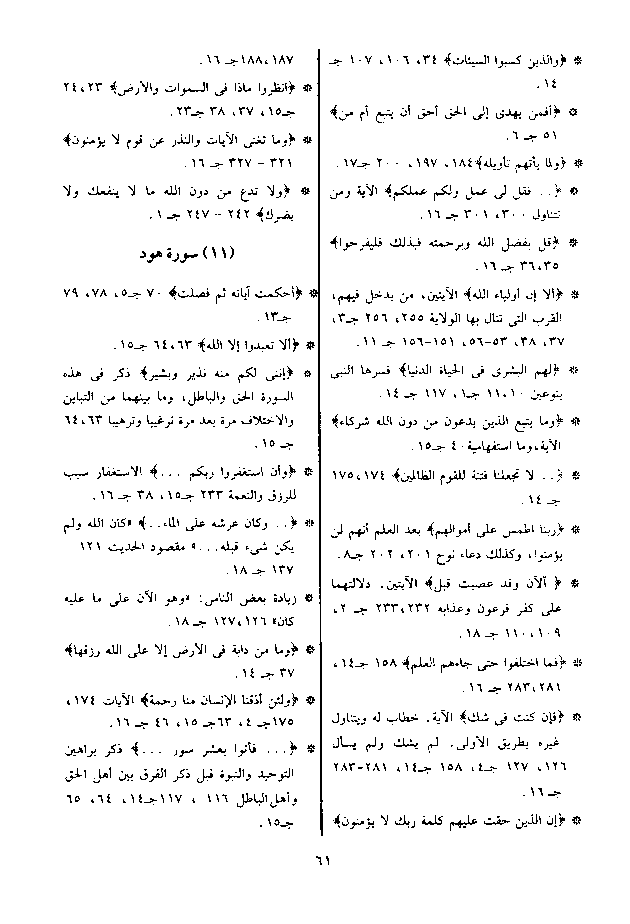 * ﴿والذين كسبوا السيئات﴾ ٣٤، ١٠٦، ١٠٧ جـ
١٤.
* ﴿أفمن يهدى إلى الحق أحق أن يتبع أم من﴾
٥١ جـ ٦.
* ﴿ولما يأتهم تأويله﴾ ١٨٤، ١٩٧، ٢٠٠ جـ١٧.
* ﴿.. فقل لى عمل ولكم عملكم﴾ الآية ومن
تتناول ٣٠٠، ٣٠١ جـ ١٦.
* ﴿قل بفضل الله وبرحمته فبذلك فليفرحوا﴾
٣٥،٣٦ جـ ١٦.
* ﴿ألا إن أولياء الله﴾ الآيتين، من يدخل فيهم،
القرب التى تنال بها الولاية ٢٥٥، ٢٥٦ جـ٣،
٣٧، ٣٨، ٥٣-٥٦، ١٥١-١٥٦ جـ ١١.
* ﴿لهم البشرى فى الحياة الدنيا﴾ فسرها النبى
بنوعين ١٠،١١ جـ١، ١١٧ جـ ١٤.
* ﴿وما يتبع الذين يدعون من دون الله شركاء﴾
الآية، وما استفهامية ٤٠ جـ١٥.
* ﴿.. لا تجعلنا فتنة للقوم الظالمين﴾ ١٧٤، ١٧٥
جـ ١٤.
* ﴿ربنا اطمس على أموالهم﴾ بعد العلم أنهم لن
يؤمنوا، وكذلك دعاء نوح ٢٠١، ٢٠٢ جـ٨.
* ﴿آلآن وقد عصيت قبل﴾ الآيتين. دلالتهما
على كفر فرعون وعذابه ٢٣٢،٢٣٣ جـ ٢،
١٠٩، ١١٠ جـ ١٨.
* ﴿فما اختلفوا حتى جاءهم العلم﴾ ١٥٨ جـ١٤،
٢٨١،٢٨٣ جـ ١٦.
* ﴿فإن كنت فى شك﴾ الآية. خطاب له ويتناول
غيره بطريق الأولى. لم يشك ولم يسأل
١٢٦، ١٢٧ جـ٤، ١٥٨ جـ١٤، ٢٨١-٢٨٣
جـ ١٦.
* ﴿إن الذين حقت عليهم كلمة ربك لا يؤمنون﴾
١٨٧،١٨٨ جـ ١٦.
* ﴿انظروا ماذا فى السموات والأرض﴾ ٢٣، ٢٤
جـ١٥، ٣٧، ٣٨ جـ٢٣.
* ﴿وما تغنى الآيات والنذر عن قوم لا يؤمنون﴾
٣٢١ - ٣٢٧ جـ ١٦.
* ﴿ولا تدع من دون الله ما لا ينفعك ولا
يضرك﴾ ٢٤٢ - ٢٤٧ جـ ١.
(١١) سورة هود
* ﴿أحكمت آياته ثم فصلت﴾ ٧٠ جـ٥، ٧٨، ٧٩
جـ١٣.
* ﴿ألا تعبدوا إلا الله﴾ ٦٣، ٦٤ جـ١٥.
* ﴿إننى لكم منه نذير وبشير﴾ ذكر فى هذه
السورة الحق والباطل، وما بينهما من التباين
والاختلاف مرة بعد مرة ترغيبا وترهيبا ٦٣، ٦٤
جـ ١٥.
* ﴿وأن استغفروا ربكم ...﴾ الاستغفار سبب
للرزق والنعمة ٢٣٣ جـ١٥، ٣٨ جـ ١٦.
* ﴿.. وكان عرشه على الماء..﴾ «كان الله ولم
يكن شىء قبله...» مقصود الحديث ١٢١
١٣٧ جـ ١٨.
* زيادة بعض الناس: «وهو الآن على ما عليه
كان» ١٢٦، ١٢٧ جـ ١٨.
* ﴿وما من دابة فى الأرض إلا على الله رزقها﴾
٣٧ جـ ١٤.
* ﴿ولئن أذقنا الإنسان منا رحمة﴾ الآيات ١٧٤،
١٧٥جـ ٤، ٦٣جـ ١٥، ٤٦ جـ ١٦.
* ﴿... فأتوا بعشر سور ...﴾ ذكر براهين
التوحيد والنبوة قبل ذكر الفرق بين أهل الحق
وأهل الباطل ١١٦ ، ١١٧جـ١٤، ٦٤، ٦٥
جـ١٥.
٦١